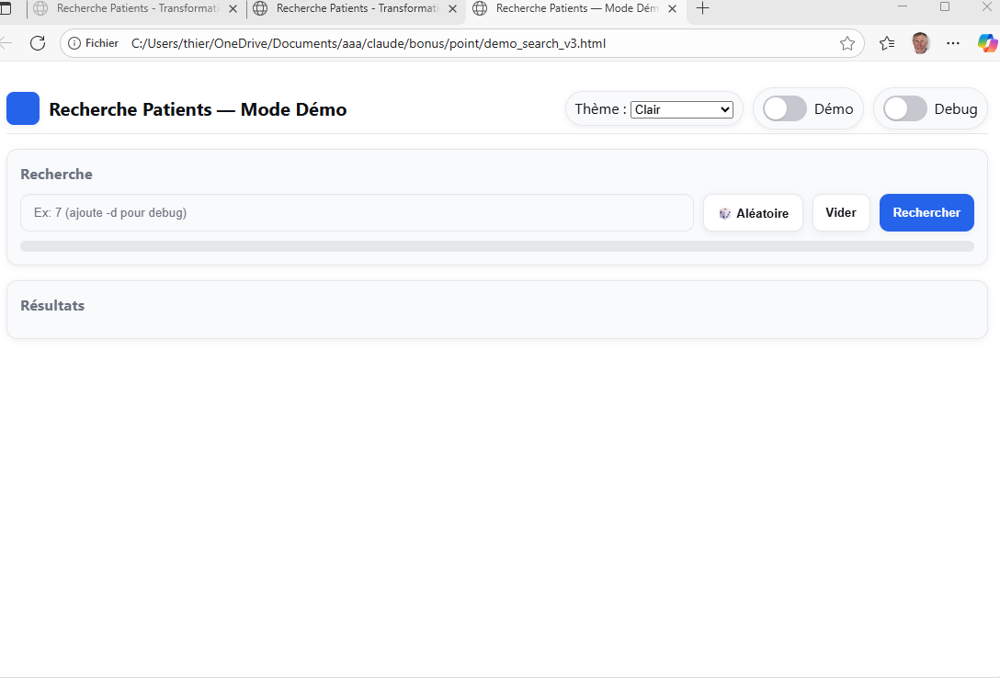 Recherche Patients - Transformati
Recherche Patients - Transformati
Recherche Patients — Mode Dém
Fichier
C:/Users/thier/OneDrive/Documents/aaa/claude/bonus/point/demo_search_v3.html
Recherche Patients — Mode Démo
Thème : Clair
Démo
Debug
Recherche
Ex: 7 (ajoute -d pour debug)
Aléatoire
Vider
Rechercher
Résultats